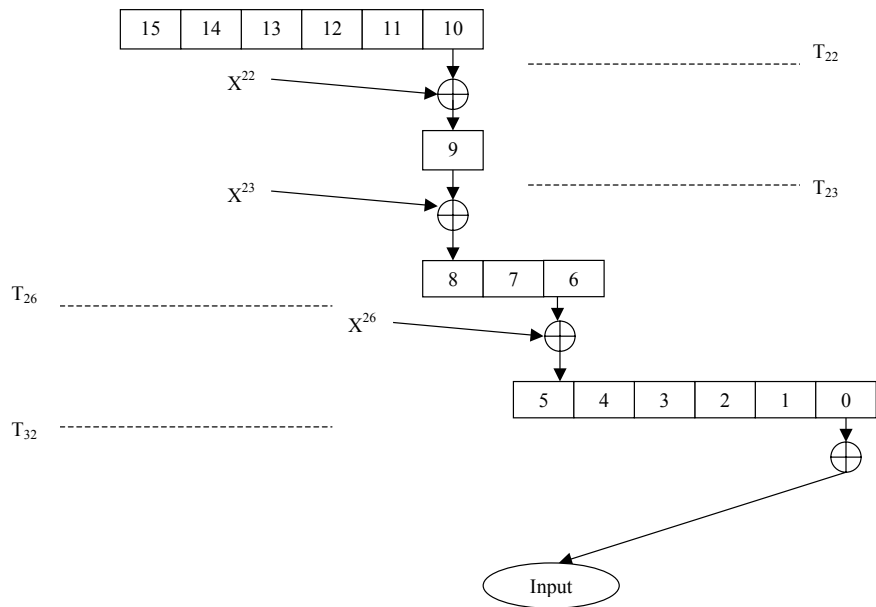 15 14 13 12 11 10
T₂₂
X²²
9
T₂₃
X²³
8 7 6
T₂₆
X²⁶
5 4 3 2 1 0
T₃₂
Input